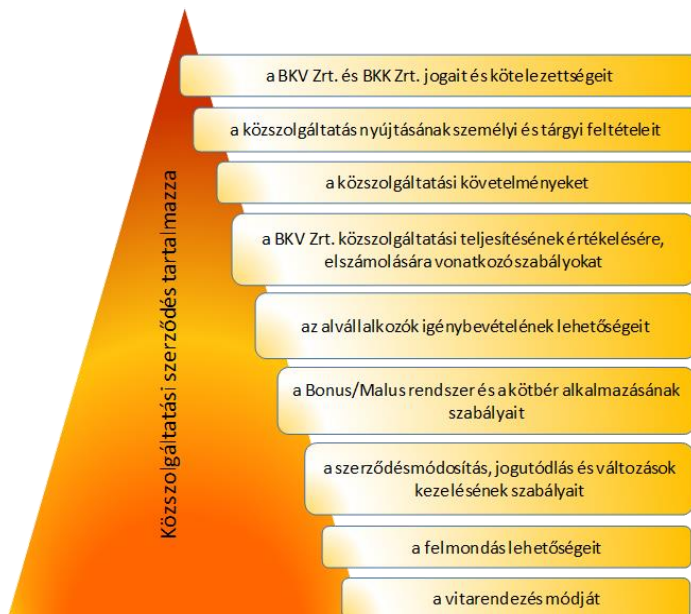 Közszolgáltatási szerződés tartalmazza
a BKV Zrt. és BKK Zrt. jogait és kötelezettségeit
a közszolgáltatás nyújtásának személyi és tárgyi feltételeit
a közszolgáltatási követelményeket
a BKV Zrt. közszolgáltatási teljesítésének értékelésére,
elszámolására vonatkozó szabályokat
az alvállalkozók igénybevételének lehetőségeit
a Bonus/Malus rendszer és a kötbér alkalmazásának
szabályait
a szerződésmódosítás, jogutódlás és változások
kezelésének szabályait
a felmondás lehetőségeit
a vitarendezés módját